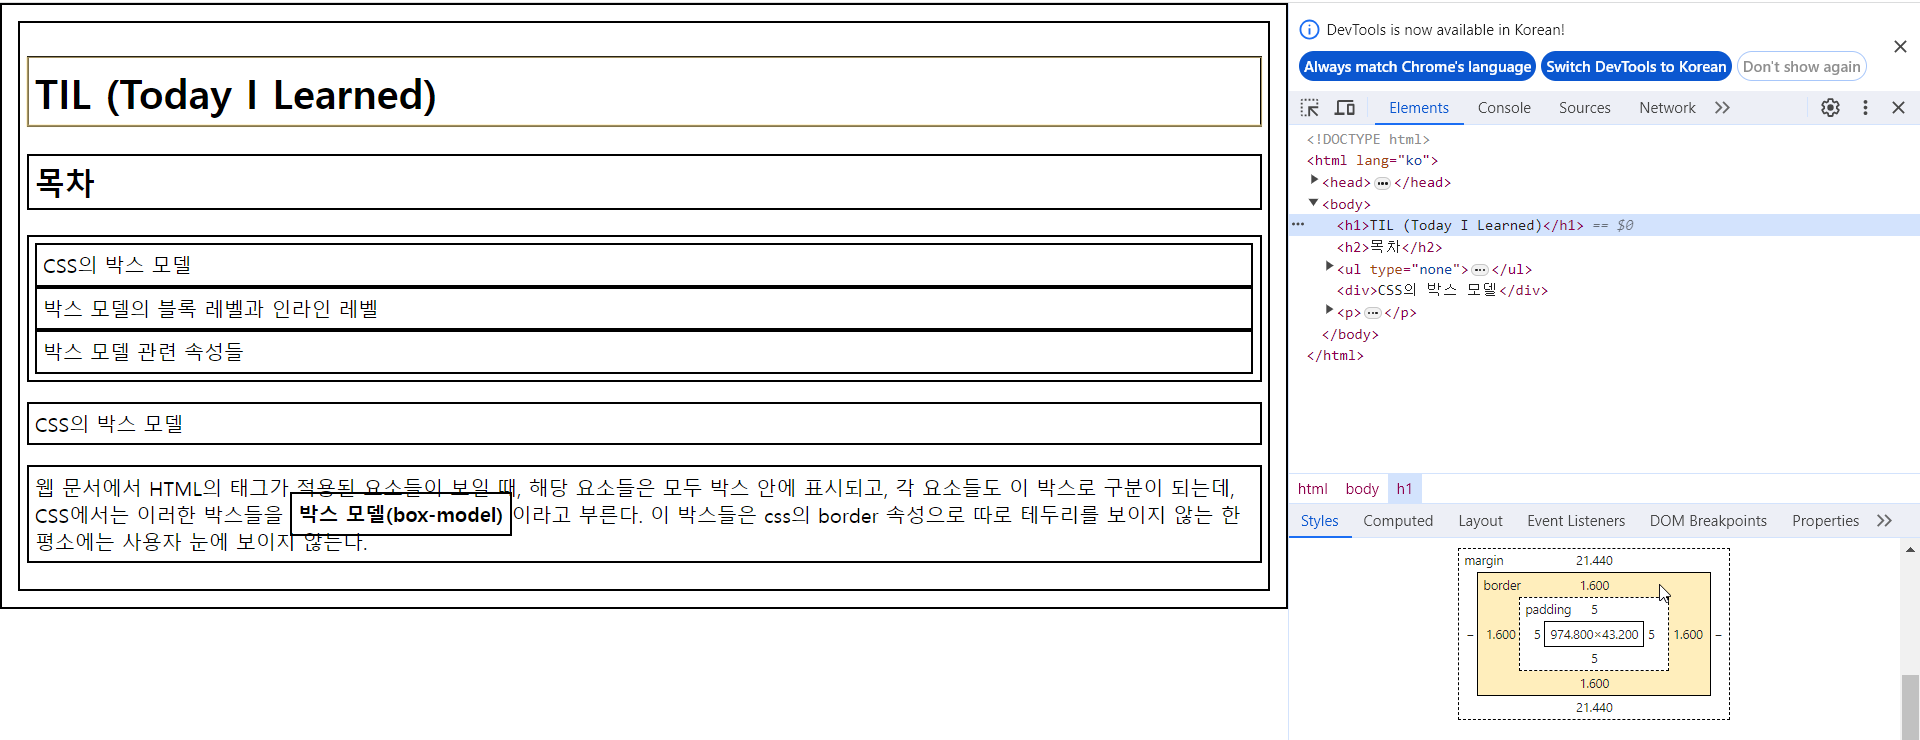 TIL (Today I Learned)
목차
CSS의 박스 모델
박스 모델의 블록 레벨과 인라인 레벨
박스 모델 관련 속성들
CSS의 박스 모델
웹 문서에서 HTML의 태그가 적용된 요소들이 보일 때, 해당 요소들은 모두 박스 안에 표시되고, 각 요소들도 이 박스로 구분이 되는데,
CSS에서는 이러한 박스들을 박스 모델(box-model) 이라고 부른다. 이 박스들은 css의 border 속성으로 따로 테두리를 보이지 않는 한
평소에는 사용자 눈에 보이지 않는다.
DevTools is now available in Korean!
Always match Chrome's language Switch DevTools to Korean Don't show again
Elements Console Sources Network
<!DOCTYPE html>
<html lang="ko">
<head>…</head>
<body>
<h1>TIL (Today I Learned)</h1> == $0
<h2>목차</h2>
<ul type="none">…</ul>
<div>CSS의 박스 모델</div>
<p>…</p>
</body>
</html>
html body h1
Styles Computed Layout Event Listeners DOM Breakpoints Properties
margin 21.440
border 1.600
padding 5
– 1.600 5 974.800×43.200 5 1.600 –
5
1.600
21.440